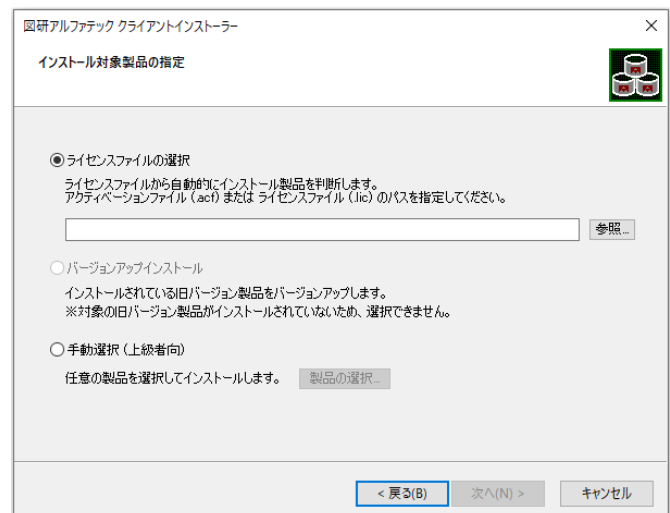 図研アルファテック クライアントインストーラー
インストール対象製品の指定
ライセンスファイルの選択
ライセンスファイルから自動的にインストール製品を判断します。
アクティベーションファイル（.acf）または ライセンスファイル（.lic）のパスを指定してください。
参照...
バージョンアップインストール
インストールされている旧バージョン製品をバージョンアップします。
※対象の旧バージョン製品がインストールされていないため、選択できません。
手動選択（上級者向）
任意の製品を選択してインストールします。 製品の選択...
< 戻る(B) 次へ(N) > キャンセル